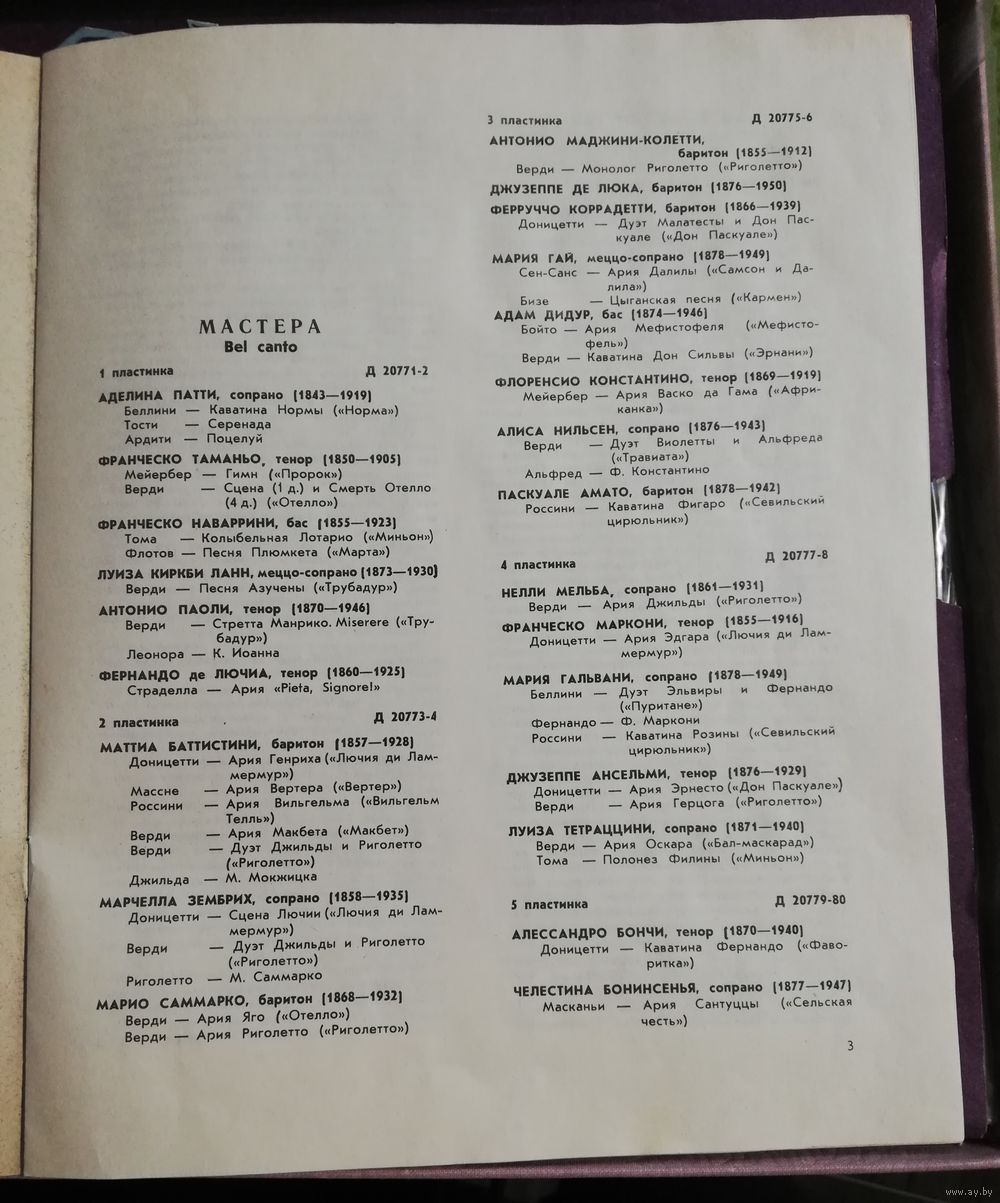 МАСТЕРА
Bel canto
1 пластинка Д 20771-2
АДЕЛИНА ПАТТИ, сопрано (1843—1919)
Беллини — Каватина Нормы («Норма»)
Тости — Серенада
Ардити — Поцелуй
ФРАНЧЕСКО ТАМАНЬО, тенор (1850—1905)
Мейербер — Гимн («Пророк»)
Верди — Сцена (1 д.) и Смерть Отелло
(4 д.) («Отелло»)
ФРАНЧЕСКО НАВАРРИНИ, бас (1855—1923)
Тома — Колыбельная Лотарио («Миньон»)
Флотов — Песня Плюмкета («Марта»)
ЛУИЗА КИРКБИ ЛАНН, меццо-сопрано (1873—1930)
Верди — Песня Азучены («Трубадур»)
АНТОНИО ПАОЛИ, тенор (1870—1946)
Верди — Стретта Манрико. Miserere («Тру-
бадур»)
Леонора — К. Иоанна
ФЕРНАНДО де ЛЮЧИА, тенор (1860—1925)
Страделла — Ария «Pieta, Signore!»
2 пластинка Д 20773-4
МАТТИА БАТТИСТИНИ, баритон (1857—1928)
Доницетти — Ария Генриха («Лючия ди Лам-
мермур»)
Массне — Ария Вертера («Вертер»)
Россини — Ария Вильгельма («Вильгельм
Телль»)
Верди — Ария Макбета («Макбет»)
Верди — Дуэт Джильды и Риголетто
(«Риголетто»)
Джильда — М. Мокжицка
МАРЧЕЛЛА ЗЕМБРИХ, сопрано (1858—1935)
Доницетти — Сцена Лючии («Лючия ди Лам-
мермур»)
Верди — Дуэт Джильды и Риголетто
(«Риголетто»)
Риголетто — М. Саммарко
МАРИО САММАРКО, баритон (1868—1932)
Верди — Ария Яго («Отелло»)
Верди — Ария Риголетто («Риголетто»)
3 пластинка Д 20775-6
АНТОНИО МАДЖИНИ-КОЛЕТТИ,
баритон (1855—1912)
Верди — Монолог Риголетто («Риголетто»)
ДЖУЗЕППЕ ДЕ ЛЮКА, баритон (1876—1950)
ФЕРРУЧЧО КОРРАДЕТТИ, баритон (1866—1939)
Доницетти — Дуэт Малатесты и Дон Пас-
куале («Дон Паскуале»)
МАРИЯ ГАЙ, меццо-сопрано (1878—1949)
Сен-Санс — Ария Далилы («Самсон и Да-
лила»)
Бизе — Цыганская песня («Кармен»)
АДАМ ДИДУР, бас (1874—1946)
Бойто — Ария Мефистофеля («Мефисто-
фель»)
Верди — Каватина Дон Сильвы («Эрнани»)
ФЛОРЕНСИО КОНСТАНТИНО, тенор (1869—1919)
Мейербер — Ария Васко да Гама («Афри-
канка»)
АЛИСА НИЛЬСЕН, сопрано (1876—1943)
Верди — Дуэт Виолетты и Альфреда
(«Травиата»)
Альфред — Ф. Константино
ПАСКУАЛЕ АМАТО, баритон (1878—1942)
Россини — Каватина Фигаро («Севильский
цирюльник»)
4 пластинка Д 20777-8
НЕЛЛИ МЕЛЬБА, сопрано (1861—1931)
Верди — Ария Джильды («Риголетто»)
ФРАНЧЕСКО МАРКОНИ, тенор (1855—1916)
Доницетти — Ария Эдгара («Лючия ди Лам-
мермур»)
МАРИЯ ГАЛЬВАНИ, сопрано (1878—1949)
Беллини — Дуэт Эльвиры и Фернандо
(«Пуритане»)
Фернандо — Ф. Маркони
Россини — Каватина Розины («Севильский
цирюльник»)
ДЖУЗЕППЕ АНСЕЛЬМИ, тенор (1876—1929)
Доницетти — Ария Эрнесто («Дон Паскуале»)
Верди — Ария Герцога («Риголетто»)
ЛУИЗА ТЕТРАЦЦИНИ, сопрано (1871—1940)
Верди — Ария Оскара («Бал-маскарад»)
Тома — Полонез Филины («Миньон»)
5 пластинка Д 20779-80
АЛЕССАНДРО БОНЧИ, тенор (1870—1940)
Доницетти — Каватина Фернандо («Фаво-
ритка»)
ЧЕЛЕСТИНА БОНИНСЕНЬЯ, сопрано (1877—1947)
Масканьи — Ария Сантуццы («Сельская
честь»)
3
www.ay.by